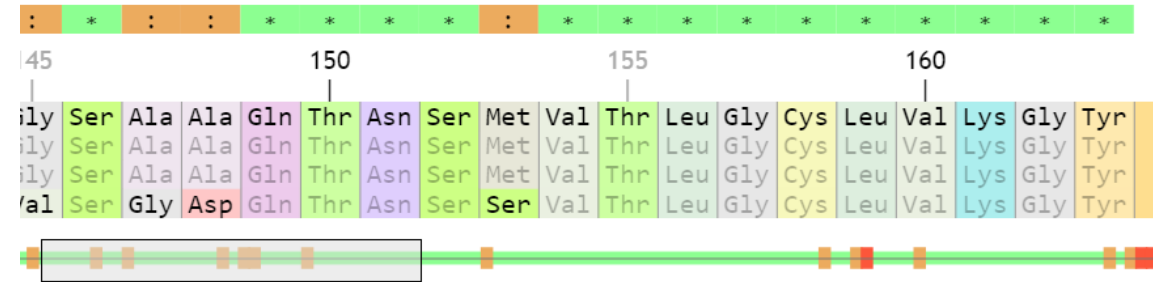 : * : : * * * * : * * * * * * * * * *
145 150 155 160
Gly Ser Ala Ala Gln Thr Asn Ser Met Val Thr Leu Gly Cys Leu Val Lys Gly Tyr
Gly Ser Ala Ala Gln Thr Asn Ser Met Val Thr Leu Gly Cys Leu Val Lys Gly Tyr
Gly Ser Ala Ala Gln Thr Asn Ser Met Val Thr Leu Gly Cys Leu Val Lys Gly Tyr
Val Ser Gly Asp Gln Thr Asn Ser Ser Val Thr Leu Gly Cys Leu Val Lys Gly Tyr